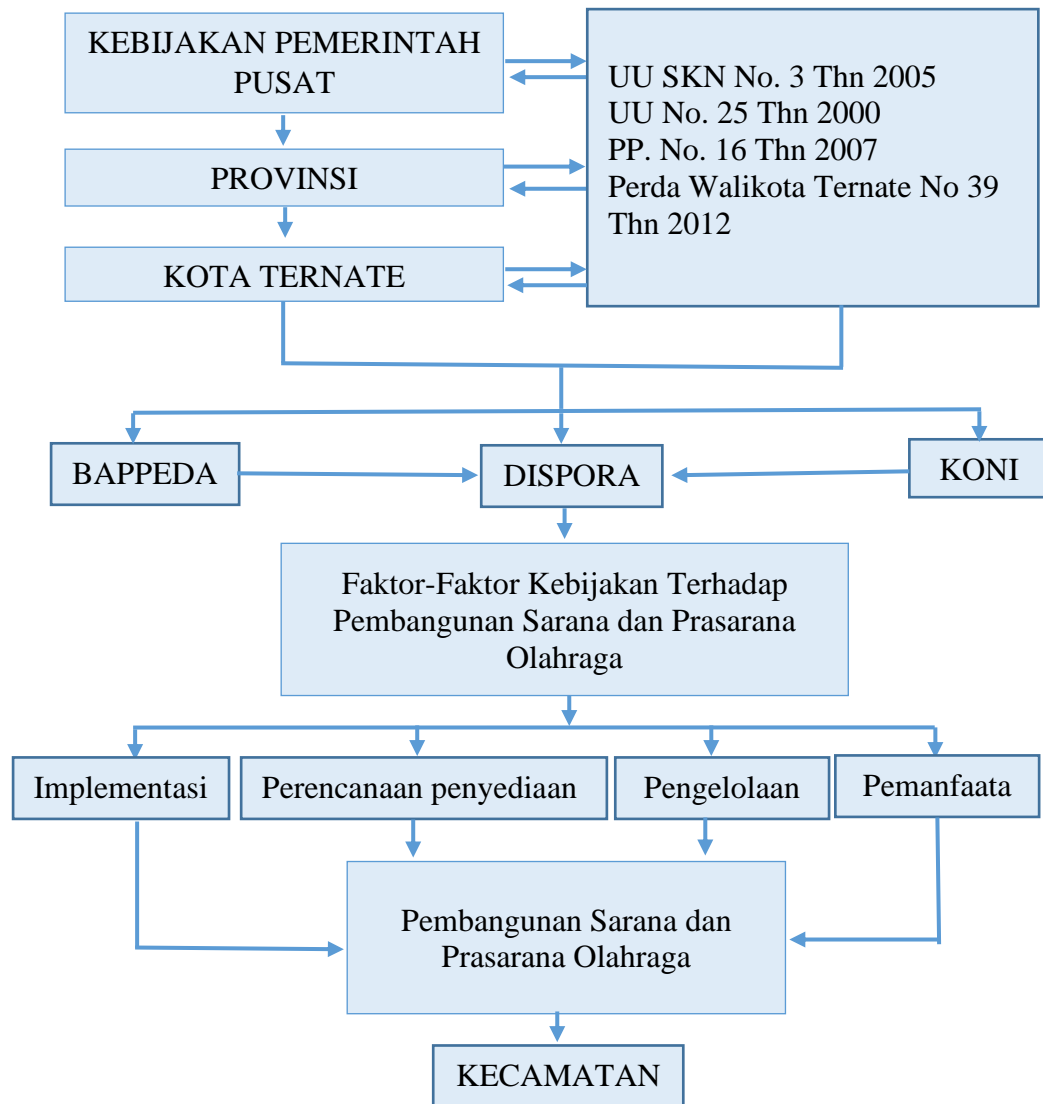 KEBIJAKAN PEMERINTAH
PUSAT
UU SKN No. 3 Thn 2005
UU No. 25 Thn 2000
PP. No. 16 Thn 2007
Perda Walikota Ternate No 39
Thn 2012
PROVINSI
KOTA TERNATE
BAPPEDA
DISPORA
KONI
Faktor-Faktor Kebijakan Terhadap
Pembangunan Sarana dan Prasarana
Olahraga
Implementasi
Perencanaan penyediaan
Pengelolaan
Pemanfaata
Pembangunan Sarana dan
Prasarana Olahraga
KECAMATAN